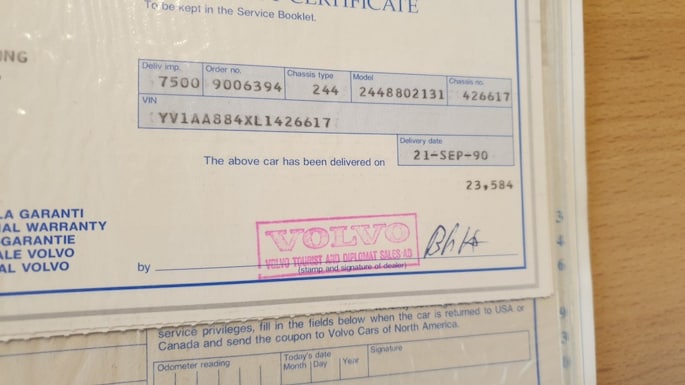 CERTIFICATE
To be kept in the Service Booklet.
NG
Deliv imp. Order no. Chassis type Model Chassis no.
7500 9006394 244 2448802131 426617
VIN
YV1AA884XL1426617
Delivery date
The above car has been delivered on 21-SEP-90
23,584
LA GARANTI
AL WARRANTY
GARANTIE
ALE VOLVO
AL VOLVO
VOLVO
VOLVO TOURIST AND DIPLOMAT SALES AB
by (stamp and signature of dealer)
service privileges, fill in the fields below when the car is returned to USA or
Canada and send the coupon to Volvo Cars of North America.
Odometer reading Today's date Signature
Month Day Year
3
4
6
9
3